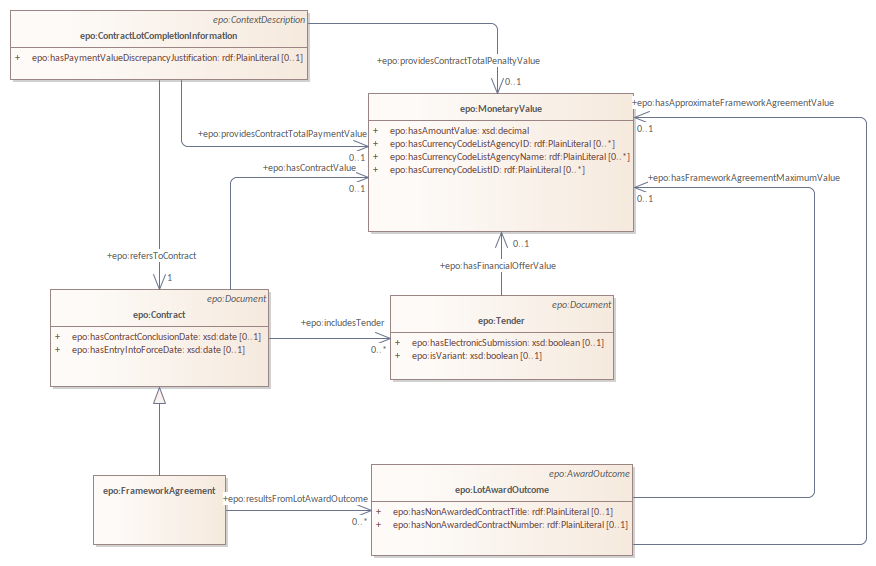 epo:ContextDescription
epo:ContractLotCompletionInformation
+ epo:hasPaymentValueDiscrepancyJustification: rdf:PlainLiteral [0..1]
+epo:providesContractTotalPenaltyValue
0..1
epo:MonetaryValue
+ epo:hasAmountValue: xsd:decimal
+ epo:hasCurrencyCodeListAgencyID: rdf:PlainLiteral [0..*]
+ epo:hasCurrencyCodeListAgencyName: rdf:PlainLiteral [0..*]
+ epo:hasCurrencyCodeListID: rdf:PlainLiteral [0..*]
+epo:hasApproximateFrameworkAgreementValue
0..1
+epo:providesContractTotalPaymentValue
0..1
+epo:hasContractValue
0..1
+epo:hasFrameworkAgreementMaximumValue
0..1
0..1
+epo:hasFinancialOfferValue
+epo:refersToContract
1
epo:Document
epo:Contract
+ epo:hasContractConclusionDate: xsd:date [0..1]
+ epo:hasEntryIntoForceDate: xsd:date [0..1]
+epo:includesTender
0..*
epo:Document
epo:Tender
+ epo:hasElectronicSubmission: xsd:boolean [0..1]
+ epo:isVariant: xsd:boolean [0..1]
epo:FrameworkAgreement
+epo:resultsFromLotAwardOutcome
0..*
epo:AwardOutcome
epo:LotAwardOutcome
+ epo:hasNonAwardedContractTitle: rdf:PlainLiteral [0..1]
+ epo:hasNonAwardedContractNumber: rdf:PlainLiteral [0..1]